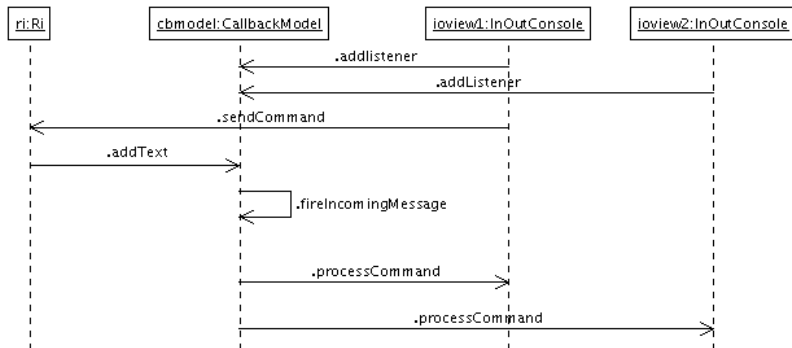 ri:Ri
cbmodel:CallbackModel
ioview1:InOutConsole
ioview2:InOutConsole
.addlistener
.addListener
.sendCommand
.addText
.fireIncomingMessage
.processCommand
.processCommand